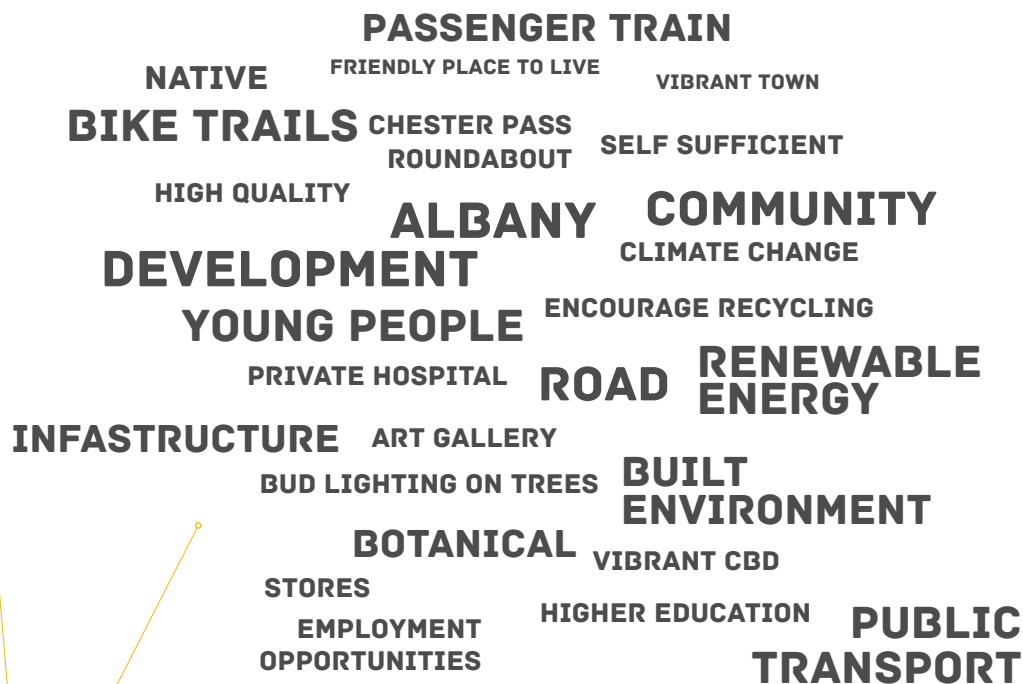 PASSENGER TRAIN
FRIENDLY PLACE TO LIVE
NATIVE
VIBRANT TOWN
BIKE TRAILS
CHESTER PASS
ROUNDABOUT
SELF SUFFICIENT
HIGH QUALITY
ALBANY
COMMUNITY
CLIMATE CHANGE
DEVELOPMENT
YOUNG PEOPLE
ENCOURAGE RECYCLING
PRIVATE HOSPITAL
ROAD
RENEWABLE
ENERGY
INFASTRUCTURE
ART GALLERY
BUD LIGHTING ON TREES
BUILT
ENVIRONMENT
BOTANICAL
VIBRANT CBD
STORES
HIGHER EDUCATION
EMPLOYMENT
OPPORTUNITIES
PUBLIC
TRANSPORT